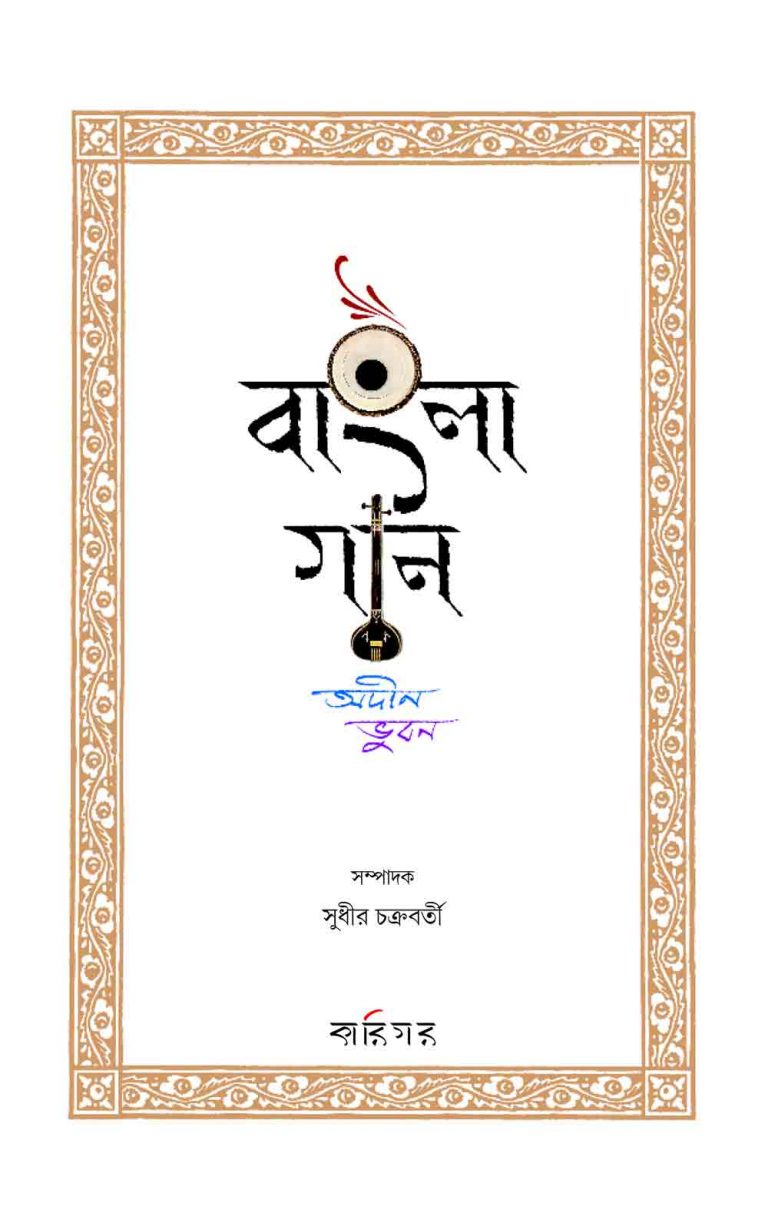 বাংলা
গান
অদীন
ভুবন
সম্পাদক
সুধীর চক্রবর্তী
কারিগর